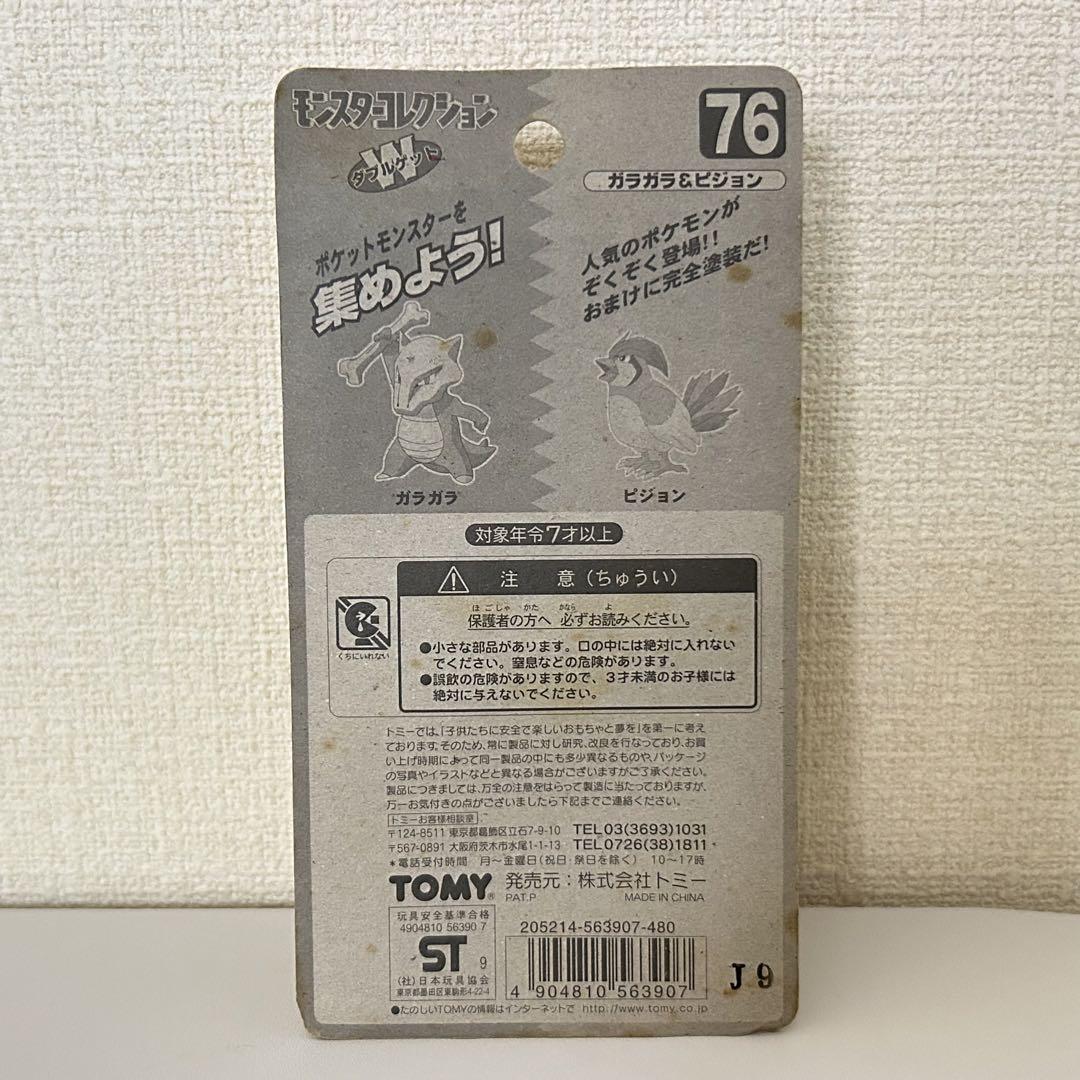 モンスターコレクション
W
ダブルゲット
76
ガラガラ&ピジョン
ポケットモンスターを
集めよう!
人気のポケモンが
ぞくぞく登場!!
おまけに完全塗装だ!
ガラガラ
ピジョン
対象年令7才以上
注 意(ちゅうい)
ほごしゃ かた かなら よ
保護者の方へ 必ずお読みください。
くちにいれない
●小さな部品があります。口の中には絶対に入れない
でください。窒息などの危険があります。
●誤飲の危険がありますので、3才未満のお子様には
絶対に与えないでください。
トミーでは、「子供たちに安全で楽しいおもちゃと夢を」を第一に考え
ております。そのため、常に製品に対し研究、改良を行なっており、お買
い上げ時期によって同一製品の中にも多少異なるものや、パッケージ
の写真やイラストなどと異なる場合がございますがご了承ください。
製品につきましては、万全の注意をはらって製造に当たっておりますが、
万一お気付きの点がございましたら下記までご連絡ください。
トミーお客様相談室
〒124-8511 東京都葛飾区立石7-9-10 TEL03(3693)1031
〒567-0891 大阪府茨木市水尾1-1-13 TEL0726(38)1811
*電話受付時間 月〜金曜日(祝日・祭日を除く) 10〜17時
TOMY® 発売元:株式会社トミー
PAT.P MADE IN CHINA
玩具安全基準合格
4904810 56390 7
ST 9
(社)日本玩具協会
東京都墨田区東駒形4-22-4
205214-563907-480
4 904810 563907
J 9
●たのしいTOMYの情報はインターネットで http://www.tomy.co.jp